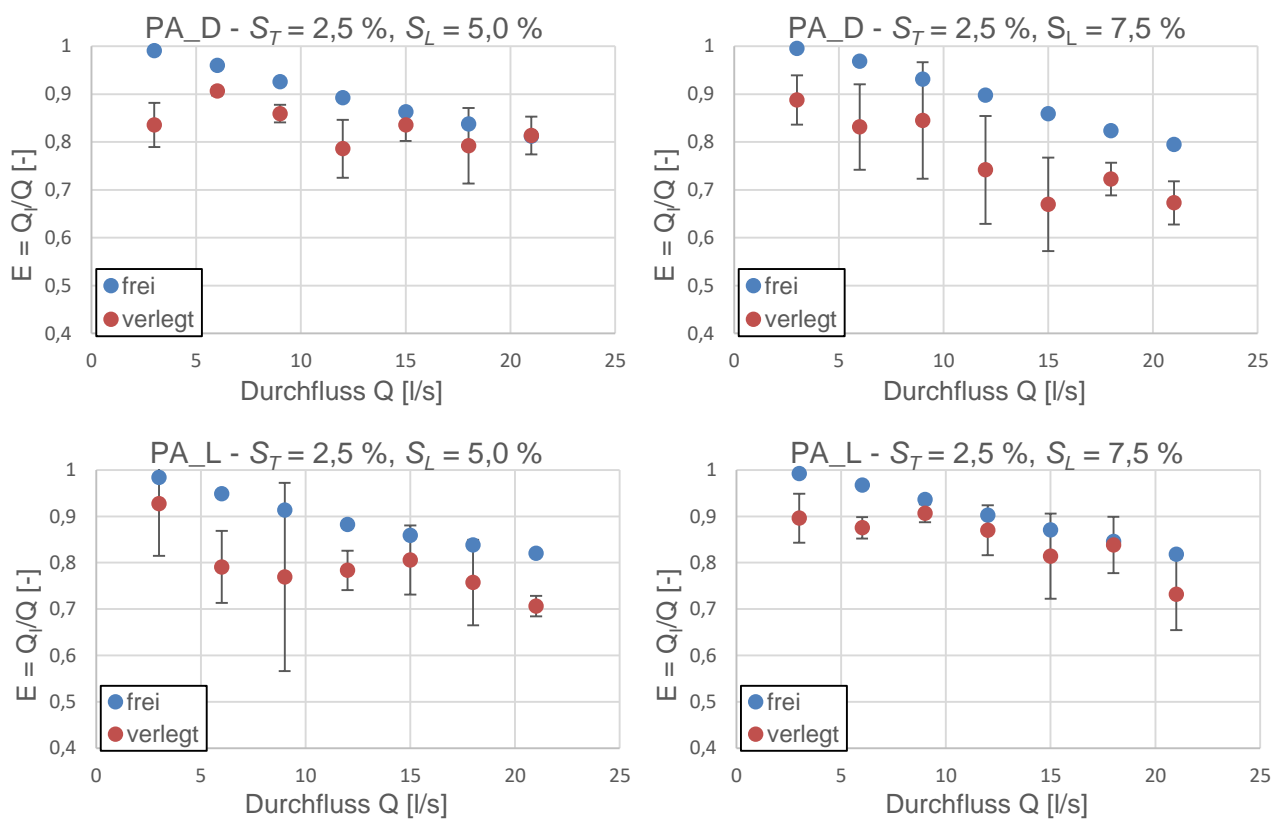 PA_D - S_T = 2,5 %, S_L = 5,0 %
1
0,9
0,8
0,7
0,6
0,5
0,4
E = Q_I/Q [-]
frei
verlegt
0 5 10 15 20 25
Durchfluss Q [l/s]
PA_D - S_T = 2,5 %, S_L = 7,5 %
1
0,9
0,8
0,7
0,6
0,5
0,4
E = Q_I/Q [-]
frei
verlegt
0 5 10 15 20 25
Durchfluss Q [l/s]
PA_L - S_T = 2,5 %, S_L = 5,0 %
1
0,9
0,8
0,7
0,6
0,5
0,4
E = Q_I/Q [-]
frei
verlegt
0 5 10 15 20 25
Durchfluss Q [l/s]
PA_L - S_T = 2,5 %, S_L = 7,5 %
1
0,9
0,8
0,7
0,6
0,5
0,4
E = Q_I/Q [-]
frei
verlegt
0 5 10 15 20 25
Durchfluss Q [l/s]